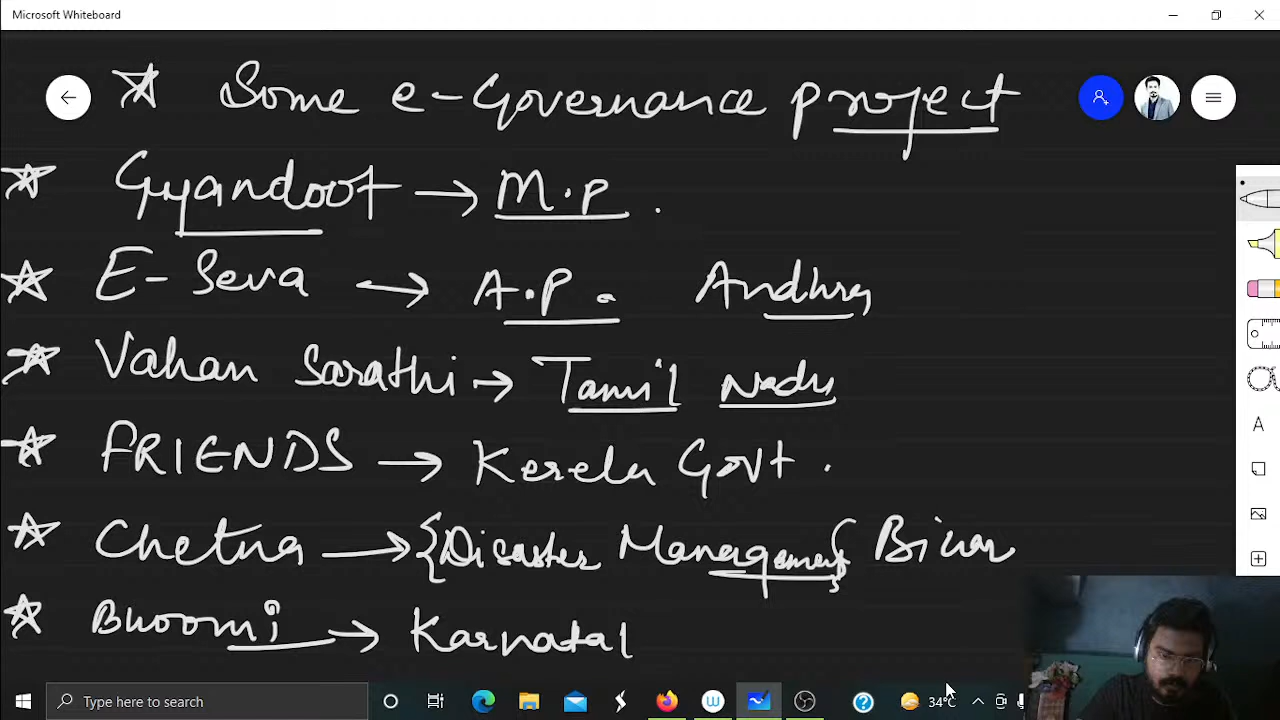 Microsoft Whiteboard
Some e-Governance project
Gyandoot → M.P.
E-Seva → A.P. Andhra
Vahan Sarathi → Tamil Nadu
FRIENDS → Kerela Govt.
Chetna → {Disaster Management} Bihar
Bhoomi → Karnatal
A
Type here to search
34°C